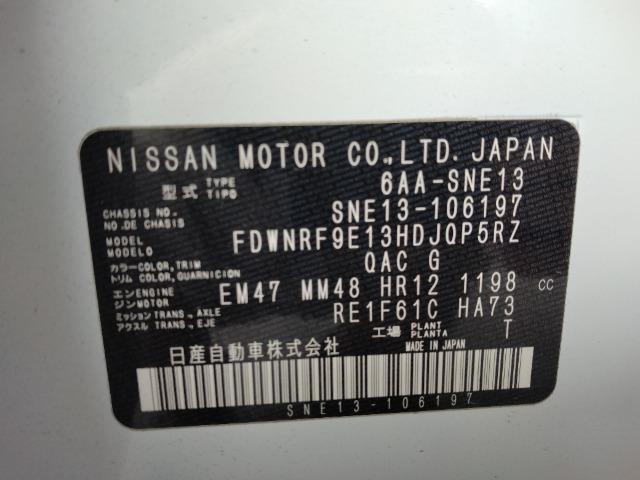 NISSAN MOTOR CO.,LTD. JAPAN
型式 TYPE TIPO 6AA-SNE13
CHASSIS NO. NO.DE CHASSIS SNE13-106197
MODEL MODELO FDWNRF9E13HDJQP5RZ
カラー COLOR, TRIM トリム COLOR, GUARNICION QAC G
エンジン ENGINE MOTOR EM47 MM48 HR12 1198 CC
ミッション TRANS., AXLE アクスル TRANS., EJE RE1F61C HA73
工場 PLANT PLANTA T
日産自動車株式会社 MADE IN JAPAN
SNE13-106197